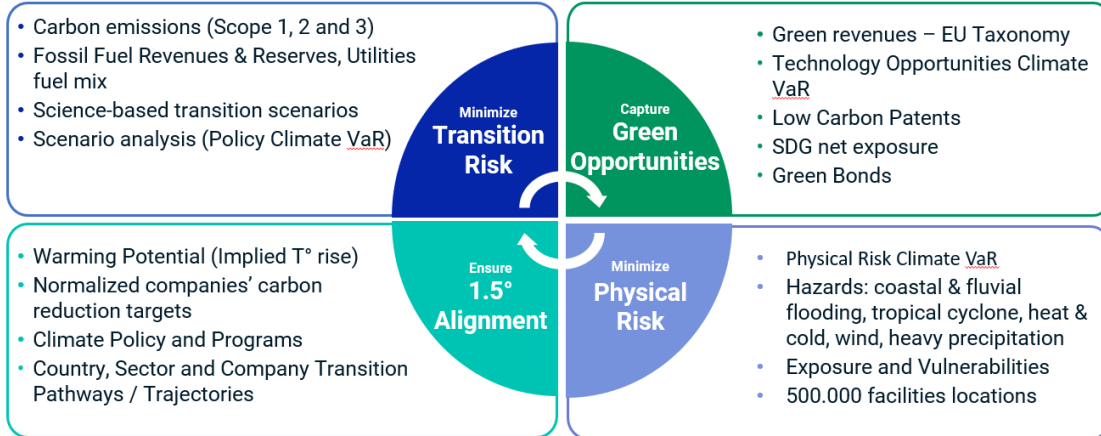 • Carbon emissions (Scope 1, 2 and 3)
• Fossil Fuel Revenues & Reserves, Utilities
fuel mix
• Science-based transition scenarios
• Scenario analysis (Policy Climate VaR)
Minimize
Transition
Risk
Capture
Green
Opportunities
• Green revenues – EU Taxonomy
• Technology Opportunities Climate
VaR
• Low Carbon Patents
• SDG net exposure
• Green Bonds
• Warming Potential (Implied T° rise)
• Normalized companies’ carbon
reduction targets
• Climate Policy and Programs
• Country, Sector and Company Transition
Pathways / Trajectories
Ensure
1.5°
Alignment
Minimize
Physical
Risk
• Physical Risk Climate VaR
• Hazards: coastal & fluvial
flooding, tropical cyclone, heat &
cold, wind, heavy precipitation
• Exposure and Vulnerabilities
• 500.000 facilities locations